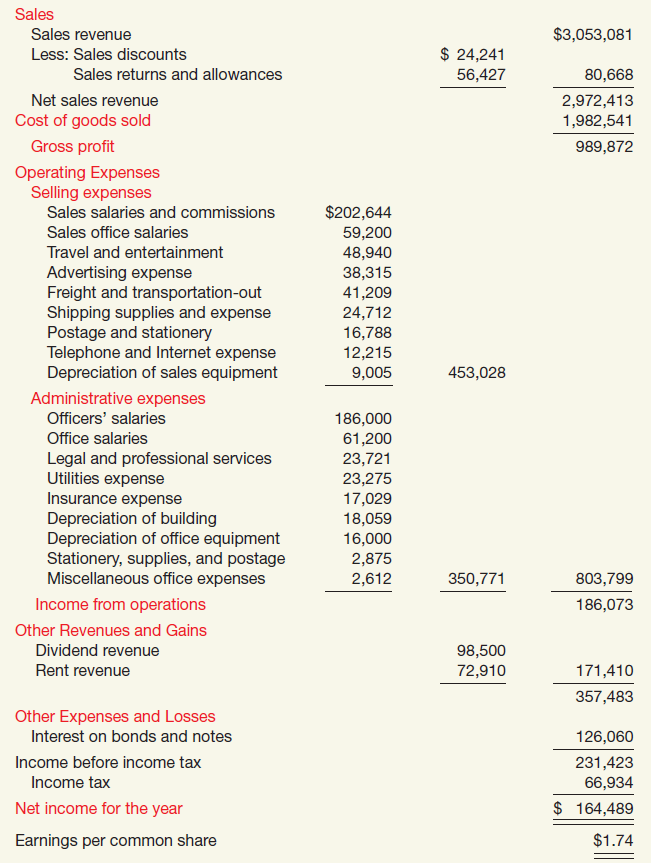 Sales
Sales revenue $3,053,081
Less: Sales discounts $ 24,241
Sales returns and allowances 56,427 80,668
Net sales revenue 2,972,413
Cost of goods sold 1,982,541
Gross profit 989,872
Operating Expenses
Selling expenses
Sales salaries and commissions $202,644
Sales office salaries 59,200
Travel and entertainment 48,940
Advertising expense 38,315
Freight and transportation-out 41,209
Shipping supplies and expense 24,712
Postage and stationery 16,788
Telephone and Internet expense 12,215
Depreciation of sales equipment 9,005 453,028
Administrative expenses
Officers’ salaries 186,000
Office salaries 61,200
Legal and professional services 23,721
Utilities expense 23,275
Insurance expense 17,029
Depreciation of building 18,059
Depreciation of office equipment 16,000
Stationery, supplies, and postage 2,875
Miscellaneous office expenses 2,612 350,771 803,799
Income from operations 186,073
Other Revenues and Gains
Dividend revenue 98,500
Rent revenue 72,910 171,410
357,483
Other Expenses and Losses
Interest on bonds and notes 126,060
Income before income tax 231,423
Income tax 66,934
Net income for the year $ 164,489
Earnings per common share $1.74